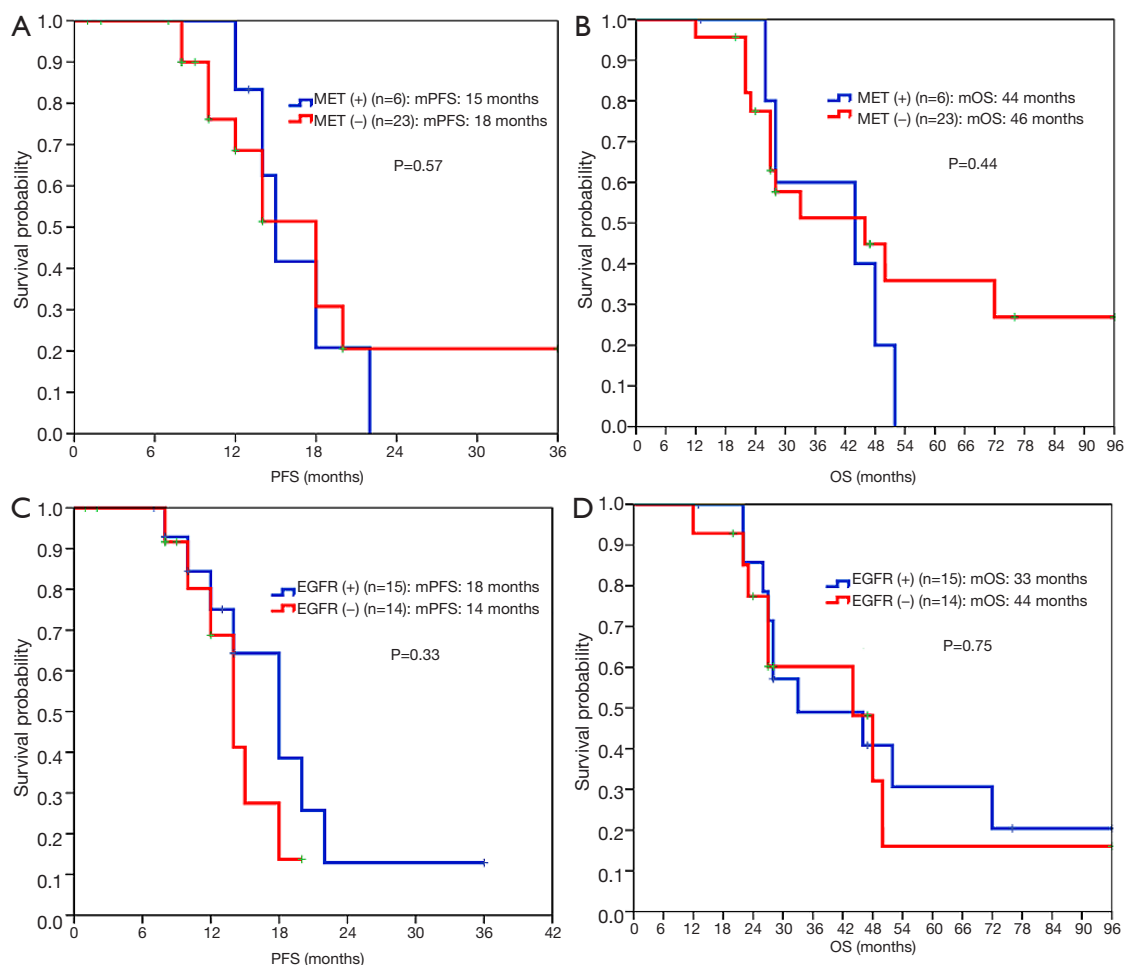 A
1.0
0.9
0.8
0.7
0.6
0.5
0.4
0.3
0.2
0.1
0.0
Survival probability
MET (+) (n=6): mPFS: 15 months
MET (−) (n=23): mPFS: 18 months
P=0.57
0 6 12 18 24 30 36
PFS (months)
B
1.0
0.9
0.8
0.7
0.6
0.5
0.4
0.3
0.2
0.1
0.0
Survival probability
MET (+) (n=6): mOS: 44 months
MET (−) (n=23): mOS: 46 months
P=0.44
0 6 12 18 24 30 36 42 48 54 60 66 72 78 84 90 96
OS (months)
C
1.0
0.9
0.8
0.7
0.6
0.5
0.4
0.3
0.2
0.1
0.0
Survival probability
EGFR (+) (n=15): mPFS: 18 months
EGFR (−) (n=14): mPFS: 14 months
P=0.33
0 6 12 18 24 30 36 42
PFS (months)
D
1.0
0.9
0.8
0.7
0.6
0.5
0.4
0.3
0.2
0.1
0.0
Survival probability
EGFR (+) (n=15): mOS: 33 months
EGFR (−) (n=14): mOS: 44 months
P=0.75
0 6 12 18 24 30 36 42 48 54 60 66 72 78 84 90 96
OS (months)